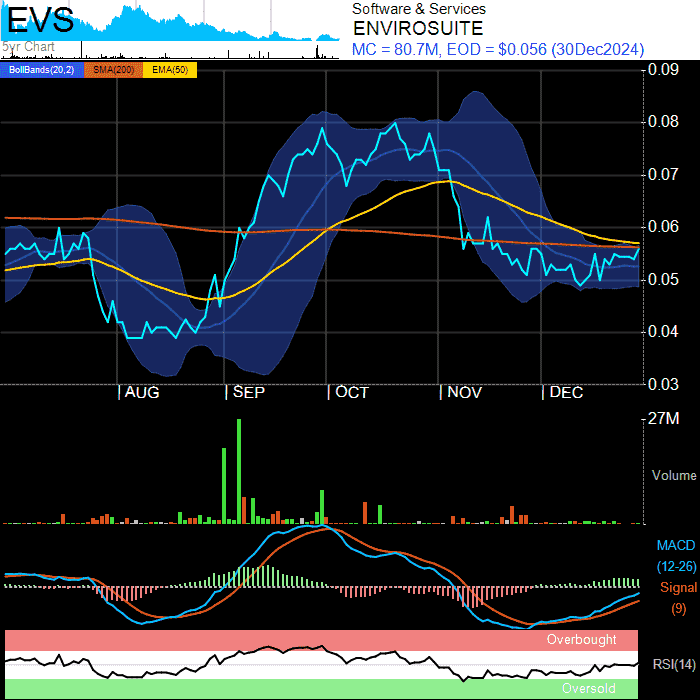 EVS
5yr Chart
Software & Services
ENVIROSUITE
MC = 80.7M, EOD = $0.056 (30Dec2024)
BollBands(20,2) SMA(200) EMA(50)
0.09
0.08
0.07
0.06
0.05
0.04
0.03
AUG SEP OCT NOV DEC
27M
Volume
MACD
(12-26)
Signal
(9)
Overbought
RSI(14)
Oversold